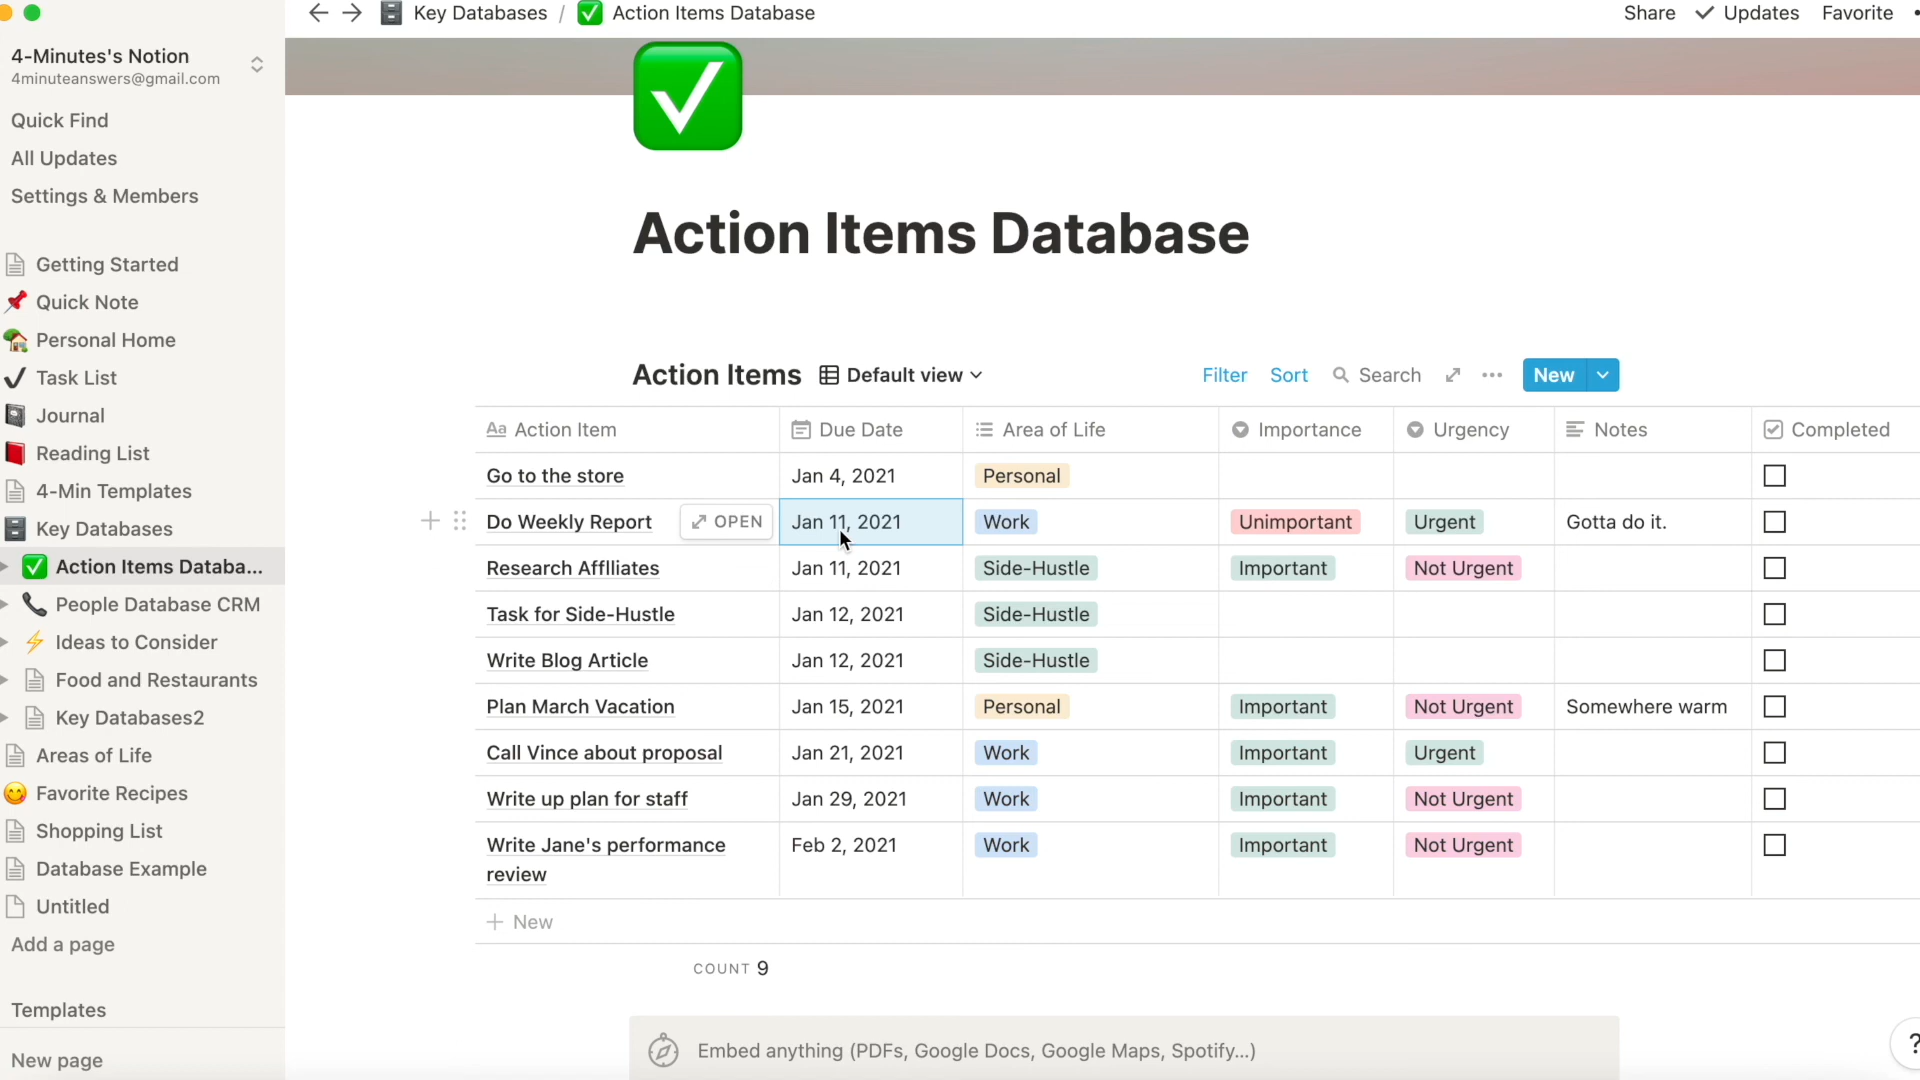 Key Databases / Action Items Database
Share Updates Favorite
4-Minutes's Notion
4minuteanswers@gmail.com
Quick Find
All Updates
Settings & Members
Getting Started
Quick Note
Personal Home
Task List
Journal
Reading List
4-Min Templates
Key Databases
Action Items Databa...
People Database CRM
Ideas to Consider
Food and Restaurants
Key Databases2
Areas of Life
Favorite Recipes
Shopping List
Database Example
Untitled
Add a page
Templates
New page
Action Items Database
Action Items Default view Filter Sort Search New
Aa Action Item Due Date Area of Life Importance Urgency Notes Completed
Go to the store Jan 4, 2021 Personal
Do Weekly Report OPEN Jan 11, 2021 Work Unimportant Urgent Gotta do it.
Research Afflliates Jan 11, 2021 Side-Hustle Important Not Urgent
Task for Side-Hustle Jan 12, 2021 Side-Hustle
Write Blog Article Jan 12, 2021 Side-Hustle
Plan March Vacation Jan 15, 2021 Personal Important Not Urgent Somewhere warm
Call Vince about proposal Jan 21, 2021 Work Important Urgent
Write up plan for staff Jan 29, 2021 Work Important Not Urgent
Write Jane's performance Feb 2, 2021 Work Important Not Urgent
review
+ New
COUNT 9
Embed anything (PDFs, Google Docs, Google Maps, Spotify...)
?